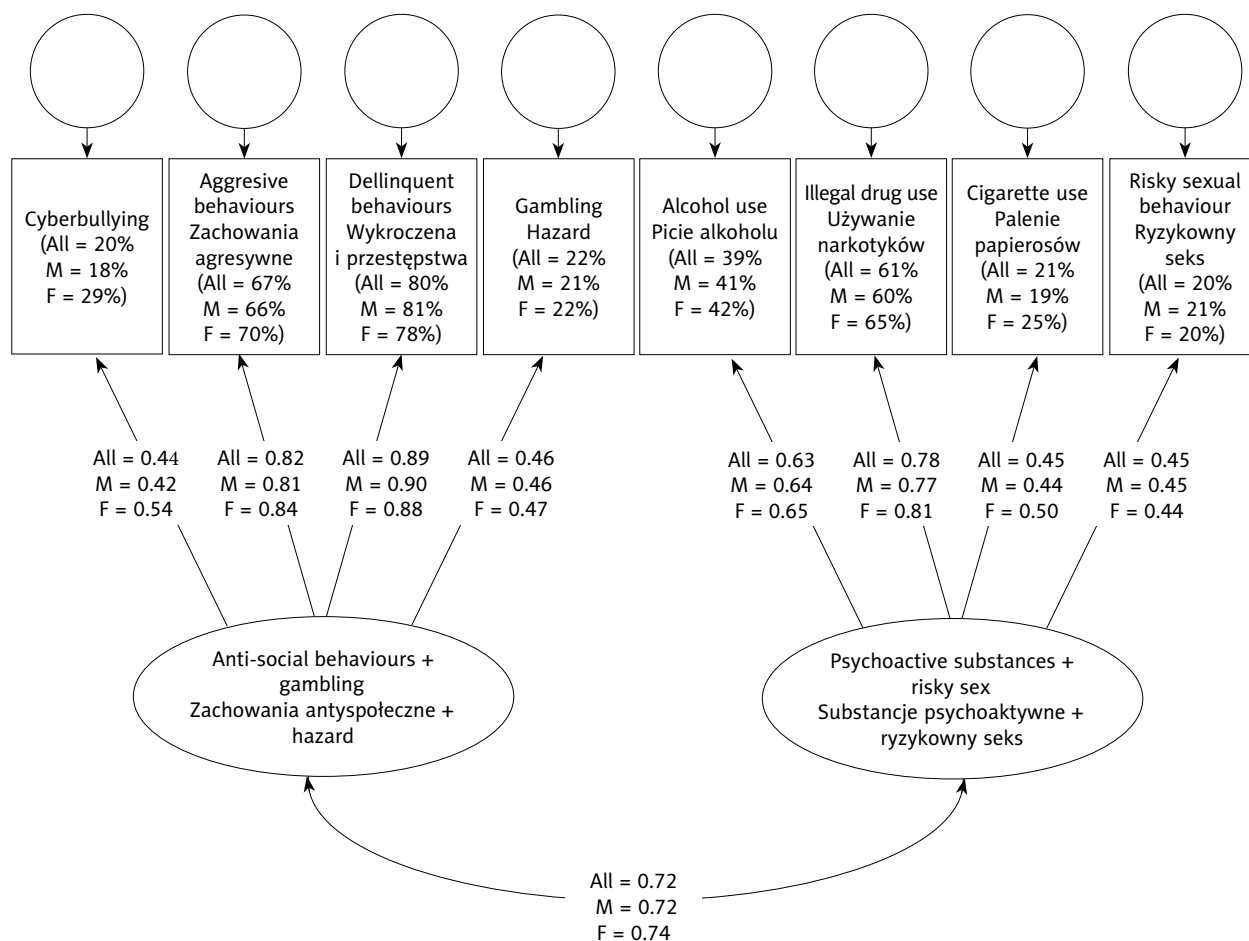 Cyberbullying
(All = 20%
M = 18%
F = 29%)
Aggresive
behaviours
Zachowania
agresywne
(All = 67%
M = 66%
F = 70%)
Dellinquent
behaviours
Wykroczena
i przestępstwa
(All = 80%
M = 81%
F = 78%)
Gambling
Hazard
(All = 22%
M = 21%
F = 22%)
Alcohol use
Picie alkoholu
(All = 39%
M = 41%
F = 42%)
Illegal drug use
Używanie
narkotyków
(All = 61%
M = 60%
F = 65%)
Cigarette use
Palenie
papierosów
(All = 21%
M = 19%
F = 25%)
Risky sexual
behaviour
Ryzykowny
seks
(All = 20%
M = 21%
F = 20%)
All = 0.44
M = 0.42
F = 0.54
All = 0.82
M = 0.81
F = 0.84
All = 0.89
M = 0.90
F = 0.88
All = 0.46
M = 0.46
F = 0.47
All = 0.63
M = 0.64
F = 0.65
All = 0.78
M = 0.77
F = 0.81
All = 0.45
M = 0.44
F = 0.50
All = 0.45
M = 0.45
F = 0.44
Anti-social behaviours +
gambling
Zachowania antyspołeczne +
hazard
Psychoactive substances +
risky sex
Substancje psychoaktywne +
ryzykowny seks
All = 0.72
M = 0.72
F = 0.74